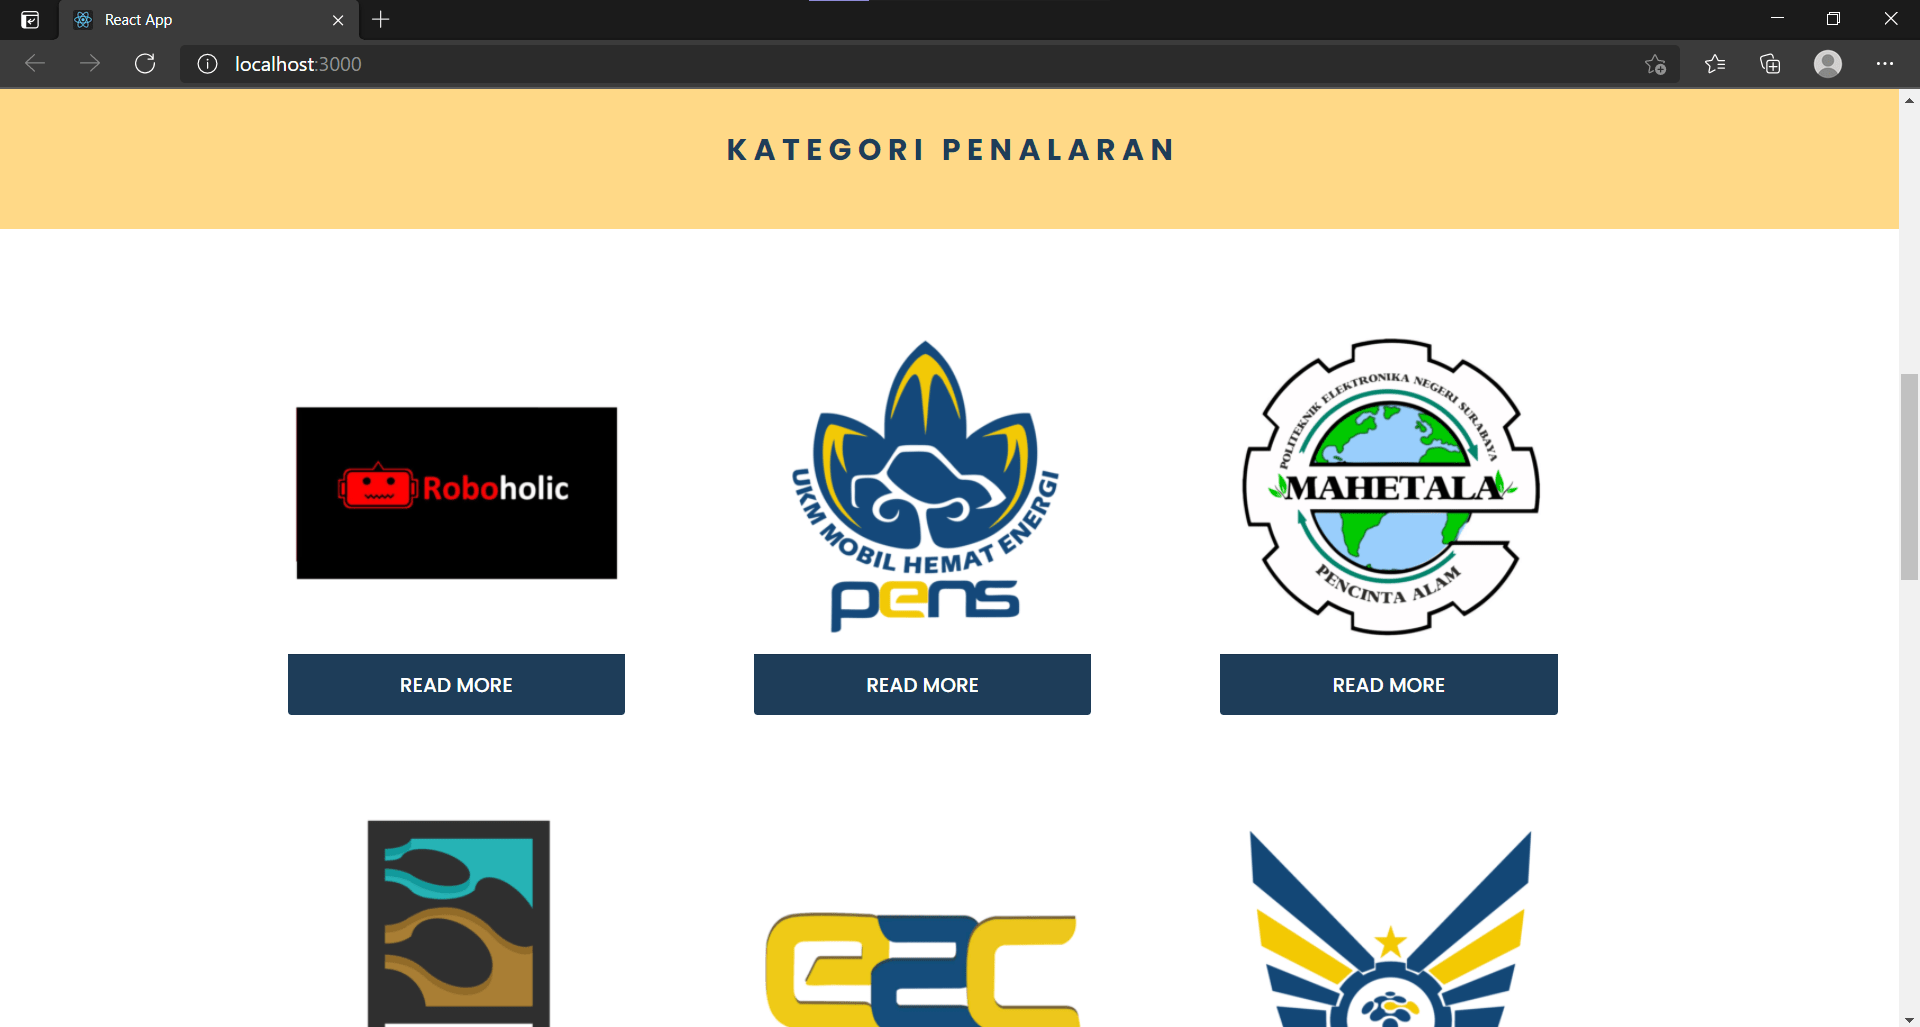 React App
localhost:3000
KATEGORI PENALARAN
Roboholic
UKM MOBIL HEMAT ENERGI
pens
POLITEKNIK ELEKTRONIKA NEGERI SURABAYA
MAHETALA
PENCINTA ALAM
READ MORE
READ MORE
READ MORE
e2c